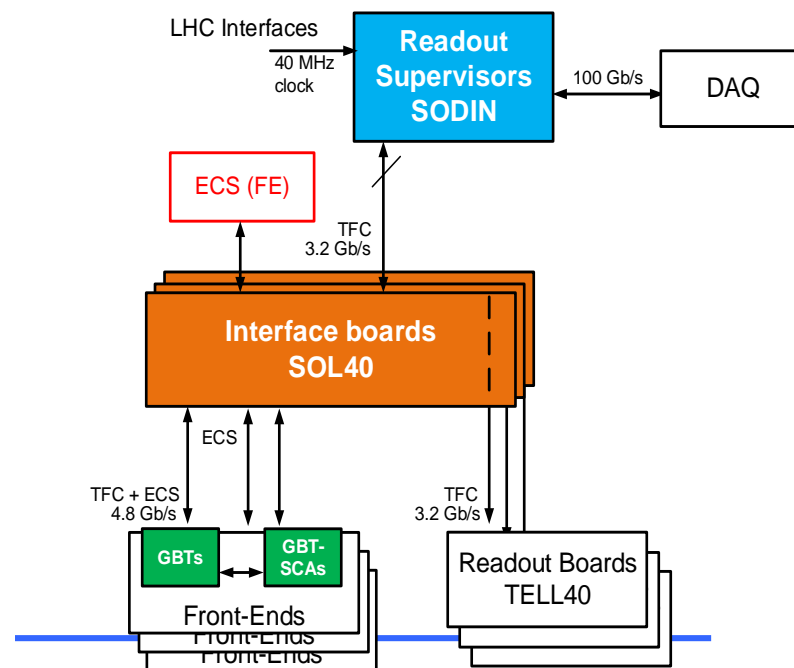 LHC Interfaces
40 MHz
clock
Readout
Supervisors
SODIN
100 Gb/s
DAQ
ECS (FE)
TFC
3.2 Gb/s
Interface boards
SOL40
ECS
TFC + ECS
4.8 Gb/s
TFC
3.2 Gb/s
GBTs
GBT-
SCAs
Front-Ends
Front-Ends
Front-Ends
Readout Boards
TELL40